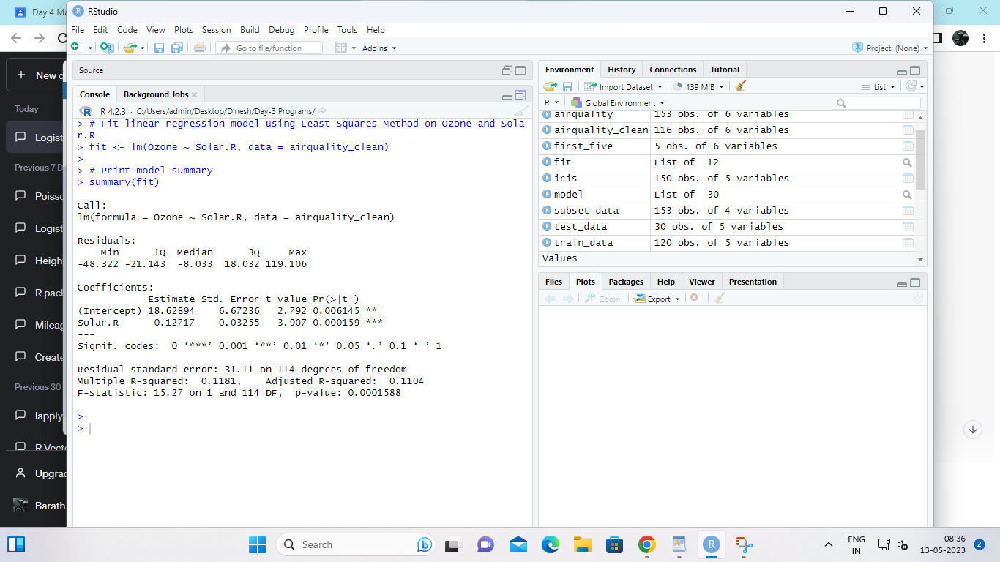 Day 4 Ma
RStudio
File Edit Code View Plots Session Build Debug Profile Tools Help
Go to file/function
Addins
Project: (None)
New c
Today
Logist
Previous 7 D
Poisso
Logist
Heigh
R pacl
Mileag
Create
Previous 30
lapply
R Vecto
Upgrad
Barath
Source
Console Background Jobs
R 4.2.3 · C:/Users/admin/Desktop/Dinesh/Day-3 Programs/
> # Fit linear regression model using Least Squares Method on Ozone and Sola
r.R
> fit <- lm(Ozone ~ Solar.R, data = airquality_clean)
>
> # Print model summary
> summary(fit)
Call:
lm(formula = Ozone ~ Solar.R, data = airquality_clean)
Residuals:
Min 1Q Median 3Q Max
-48.322 -21.143 -8.033 18.032 119.106
Coefficients:
Estimate Std. Error t value Pr(>|t|)
(Intercept) 18.62894 6.67236 2.792 0.006145 **
Solar.R 0.12717 0.03255 3.907 0.000159 ***
---
Signif. codes: 0 ‘***’ 0.001 ‘**’ 0.01 ‘*’ 0.05 ‘.’ 0.1 ‘ ’ 1
Residual standard error: 31.11 on 114 degrees of freedom
Multiple R-squared: 0.1181, Adjusted R-squared: 0.1104
F-statistic: 15.27 on 1 and 114 DF, p-value: 0.0001588
>
>
Environment History Connections Tutorial
Import Dataset 139 MiB List
R Global Environment
airquality 153 obs. of 6 variables
airquality_clean 116 obs. of 6 variables
first_five 5 obs. of 6 variables
fit List of 12
iris 150 obs. of 5 variables
model List of 30
subset_data 153 obs. of 4 variables
test_data 30 obs. of 5 variables
train_data 120 obs. of 5 variables
Values
Files Plots Packages Help Viewer Presentation
Zoom Export
Search
ENG
IN
08:36
13-05-2023
2